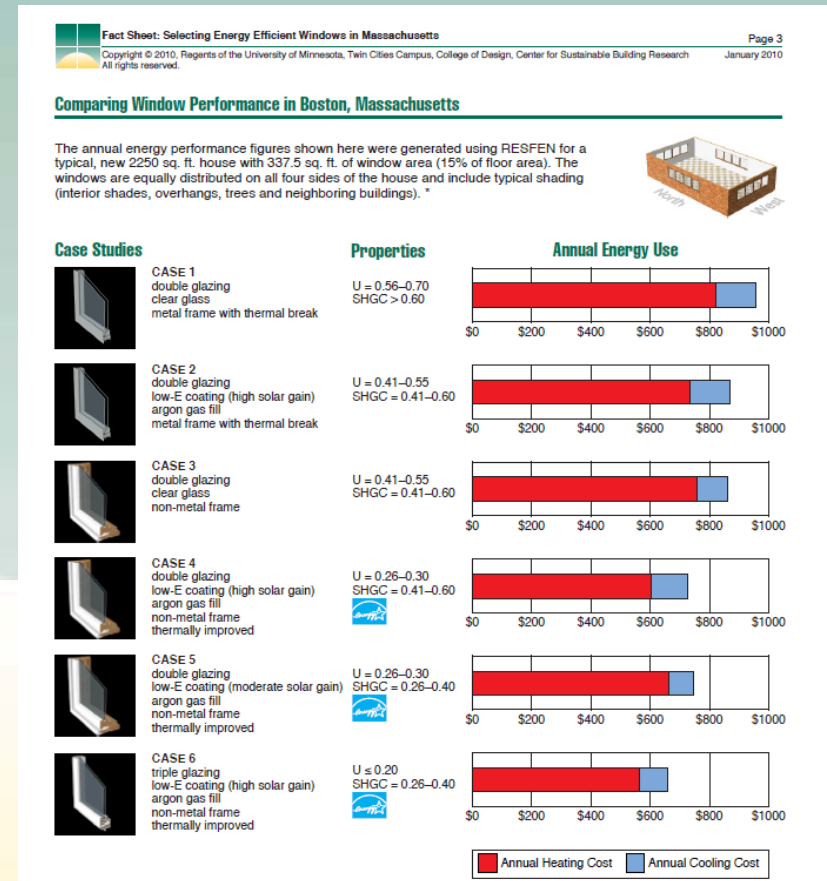 Fact Sheet: Selecting Energy Efficient Windows in Massachusetts
Page 3
Copyright © 2010, Regents of the University of Minnesota, Twin Cities Campus, College of Design, Center for Sustainable Building Research
January 2010
All rights reserved.
Comparing Window Performance in Boston, Massachusetts
The annual energy performance figures shown here were generated using RESFEN for a
typical, new 2250 sq. ft. house with 337.5 sq. ft. of window area (15% of floor area). The
windows are equally distributed on all four sides of the house and include typical shading
(interior shades, overhangs, trees and neighboring buildings). *
North
West
Case Studies
Properties
Annual Energy Use
CASE 1
double glazing
clear glass
metal frame with thermal break
U = 0.56–0.70
SHGC > 0.60
$0 $200 $400 $600 $800 $1000
CASE 2
double glazing
low-E coating (high solar gain)
argon gas fill
metal frame with thermal break
U = 0.41–0.55
SHGC = 0.41–0.60
$0 $200 $400 $600 $800 $1000
CASE 3
double glazing
clear glass
non-metal frame
U = 0.41–0.55
SHGC = 0.41–0.60
$0 $200 $400 $600 $800 $1000
CASE 4
double glazing
low-E coating (high solar gain)
argon gas fill
non-metal frame
thermally improved
U = 0.26–0.30
SHGC = 0.41–0.60
energy
$0 $200 $400 $600 $800 $1000
CASE 5
double glazing
low-E coating (moderate solar gain)
argon gas fill
non-metal frame
thermally improved
U = 0.26–0.30
SHGC = 0.26–0.40
energy
$0 $200 $400 $600 $800 $1000
CASE 6
triple glazing
low-E coating (high solar gain)
argon gas fill
non-metal frame
thermally improved
U ≤ 0.20
SHGC = 0.26–0.40
energy
$0 $200 $400 $600 $800 $1000
Annual Heating Cost
Annual Cooling Cost